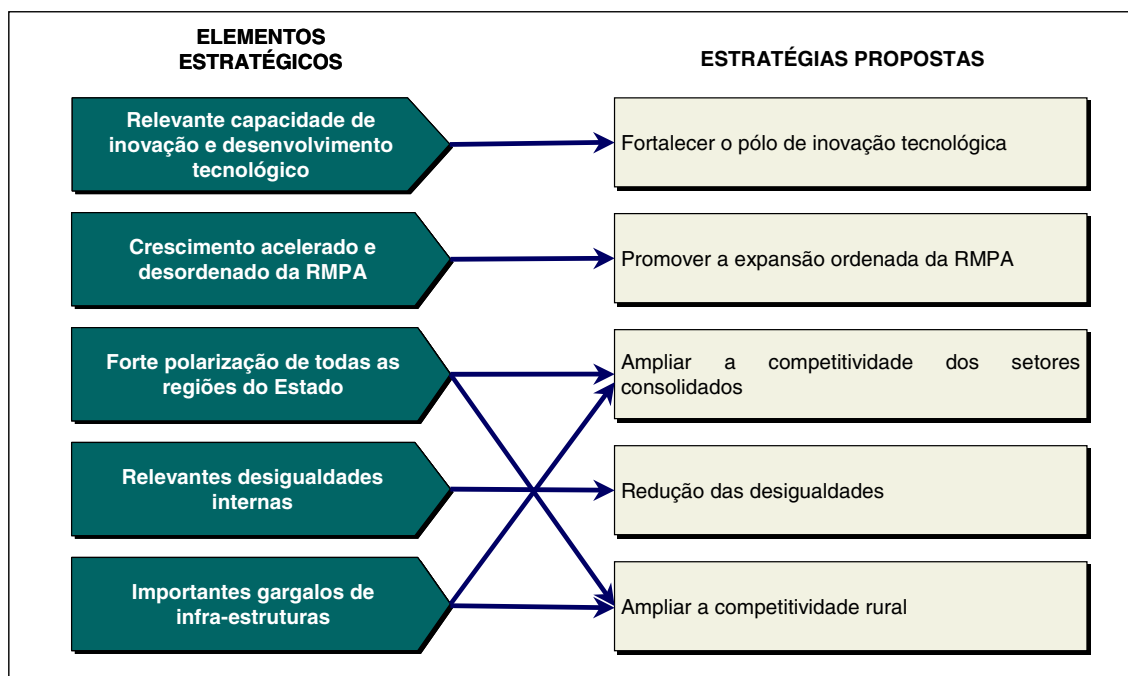 ELEMENTOS
ESTRATÉGICOS
ESTRATÉGIAS PROPOSTAS
Relevante capacidade de
inovação e desenvolvimento
tecnológico
Fortalecer o pólo de inovação tecnológica
Crescimento acelerado e
desordenado da RMPA
Promover a expansão ordenada da RMPA
Forte polarização de todas as
regiões do Estado
Ampliar a competitividade dos setores
consolidados
Relevantes desigualdades
internas
Redução das desigualdades
Importantes gargalos de
infra-estruturas
Ampliar a competitividade rural